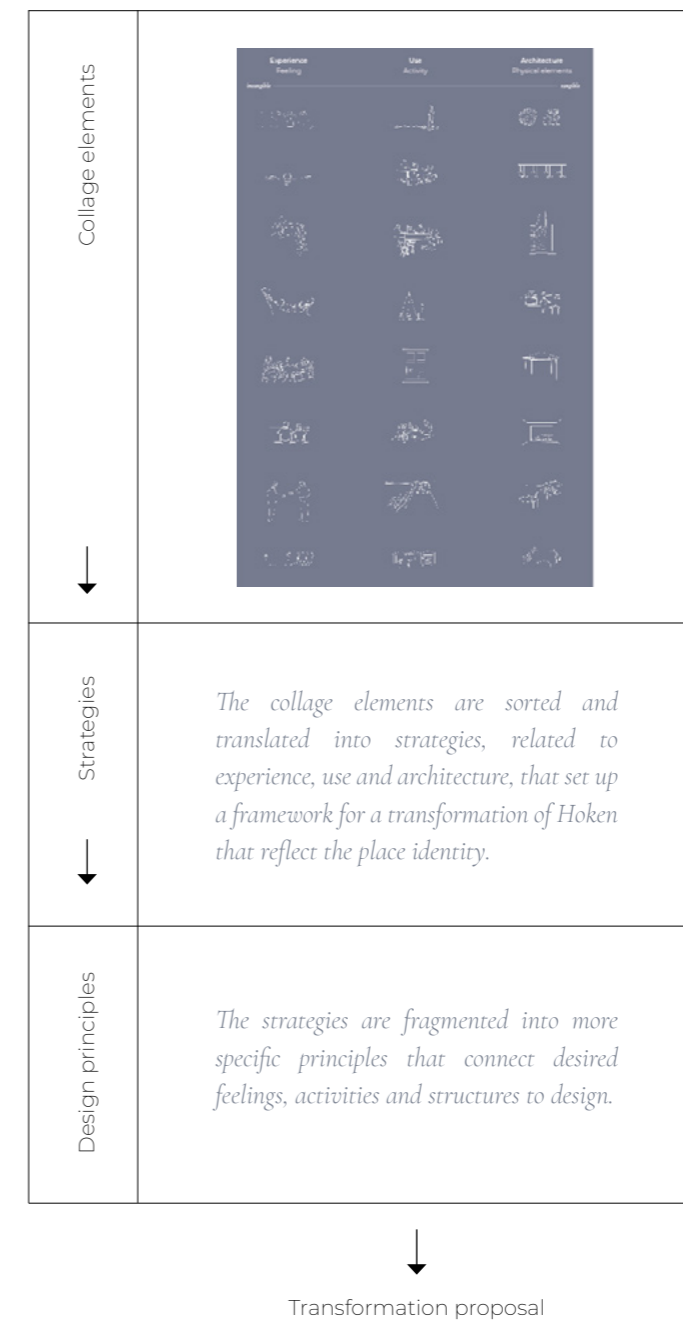 Collage elements
Experience
Feeling
Use
Activity
Architecture
Physical elements
intangible
tangible
Strategies
The collage elements are sorted and
translated into strategies, related to
experience, use and architecture, that set up
a framework for a transformation of Hoken
that reflect the place identity.
Design principles
The strategies are fragmented into more
specific principles that connect desired
feelings, activities and structures to design.
Transformation proposal